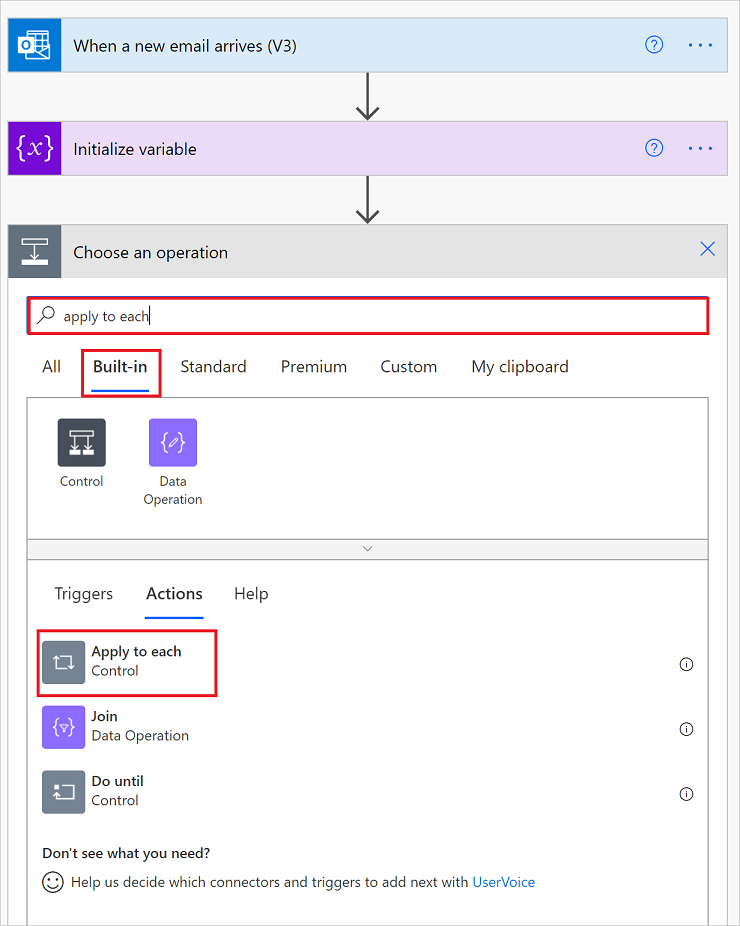 When a new email arrives (V3)
{x} Initialize variable
Choose an operation
apply to each
All Built-in Standard Premium Custom My clipboard
Control Data
Operation
Triggers Actions Help
Apply to each
Control
Join
Data Operation
Do until
Control
Don't see what you need?
Help us decide which connectors and triggers to add next with UserVoice